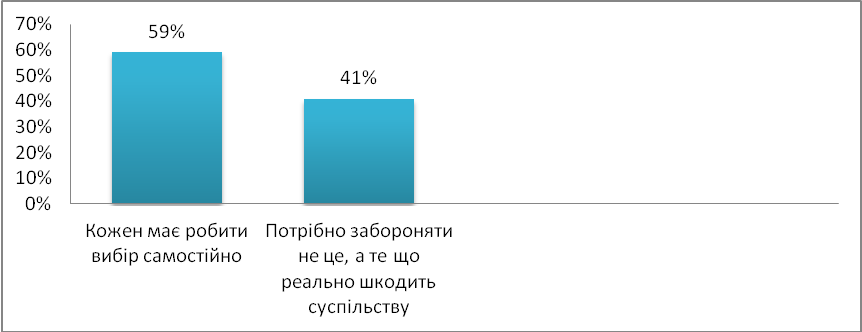 70%
60%
50%
40%
30%
20%
10%
0%
59%
41%
Кожен має робити
вибір самостійно
Потрібно забороняти
не це, а те що
реально шкодить
суспільству